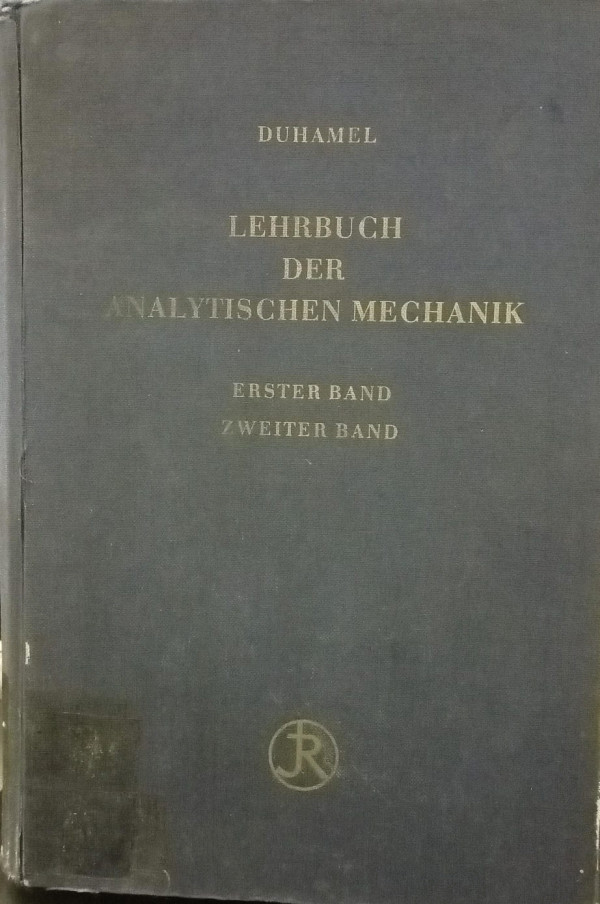 DUHAMEL
LEHRBUCH
DER
ANALYTISCHEN MECHANIK
ERSTER BAND
ZWEITER BAND
JR